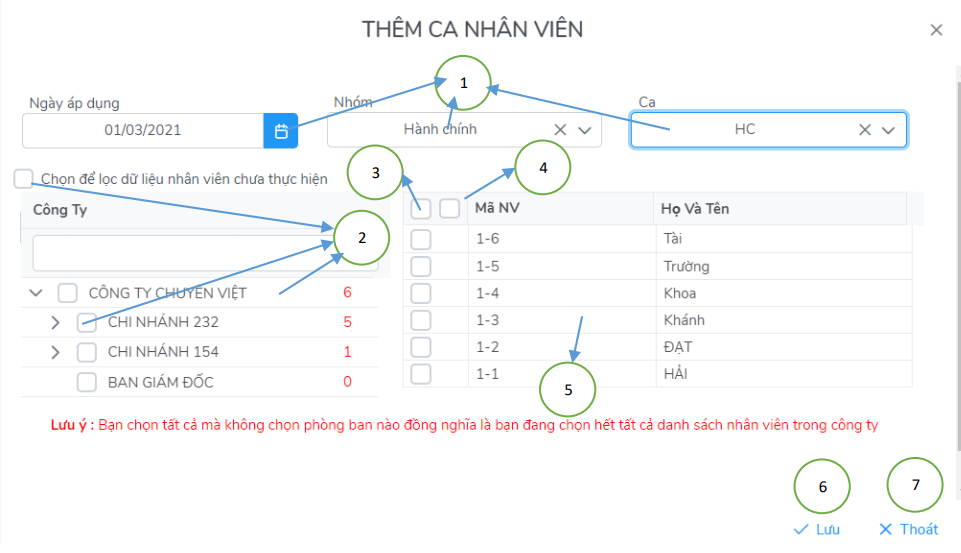 THÊM CA NHÂN VIÊN
1
Ngày áp dụng
Nhóm
Ca
01/03/2021
Hành chính
HC
Chọn để lọc dữ liệu nhân viên chưa thực hiện
3
4
Công Ty
Mã NV
Họ Và Tên
2
1-6
Tài
1-5
Trường
CÔNG TY CHUYÊN VIỆT
6
1-4
Khoa
CHI NHÁNH 232
5
1-3
Khánh
CHI NHÁNH 154
1
1-2
ĐẠT
BAN GIÁM ĐỐC
0
1-1
HẢI
5
Lưu ý : Bạn chọn tất cả mà không chọn phòng ban nào đồng nghĩa là bạn đang chọn hết tất cả danh sách nhân viên trong công ty
6
7
Lưu
Thoát